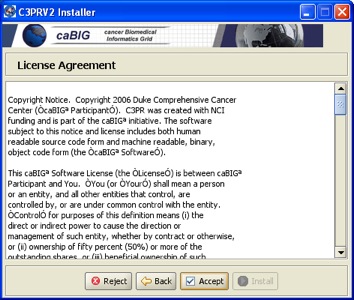 C3PRV2 Installer
caBIG
cancer Biomedical
Informatics Grid
License Agreement
Copyright Notice.  Copyright 2006 Duke Comprehensive Cancer
Center (ÒcaBIGª ParticipantÓ).  C3PR was created with NCI
funding and is part of the caBIGª initiative. The software
subject to this notice and license includes both human
readable source code form and machine readable, binary,
object code form (the ÒcaBIGª SoftwareÓ).
This caBIGª Software License (the ÒLicenseÓ) is between caBIGª
Participant and You.  ÒYou (or ÒYourÓ) shall mean a person
or an entity, and all other entities that control, are
controlled by, or are under common control with the entity.
ÒControlÓ for purposes of this definition means (i) the
direct or indirect power to cause the direction or
management of such entity, whether by contract or otherwise,
or (ii) ownership of fifty percent (50%) or more of the
outstanding shares, or (iii) beneficial ownership of such
Reject
Back
Accept
Install